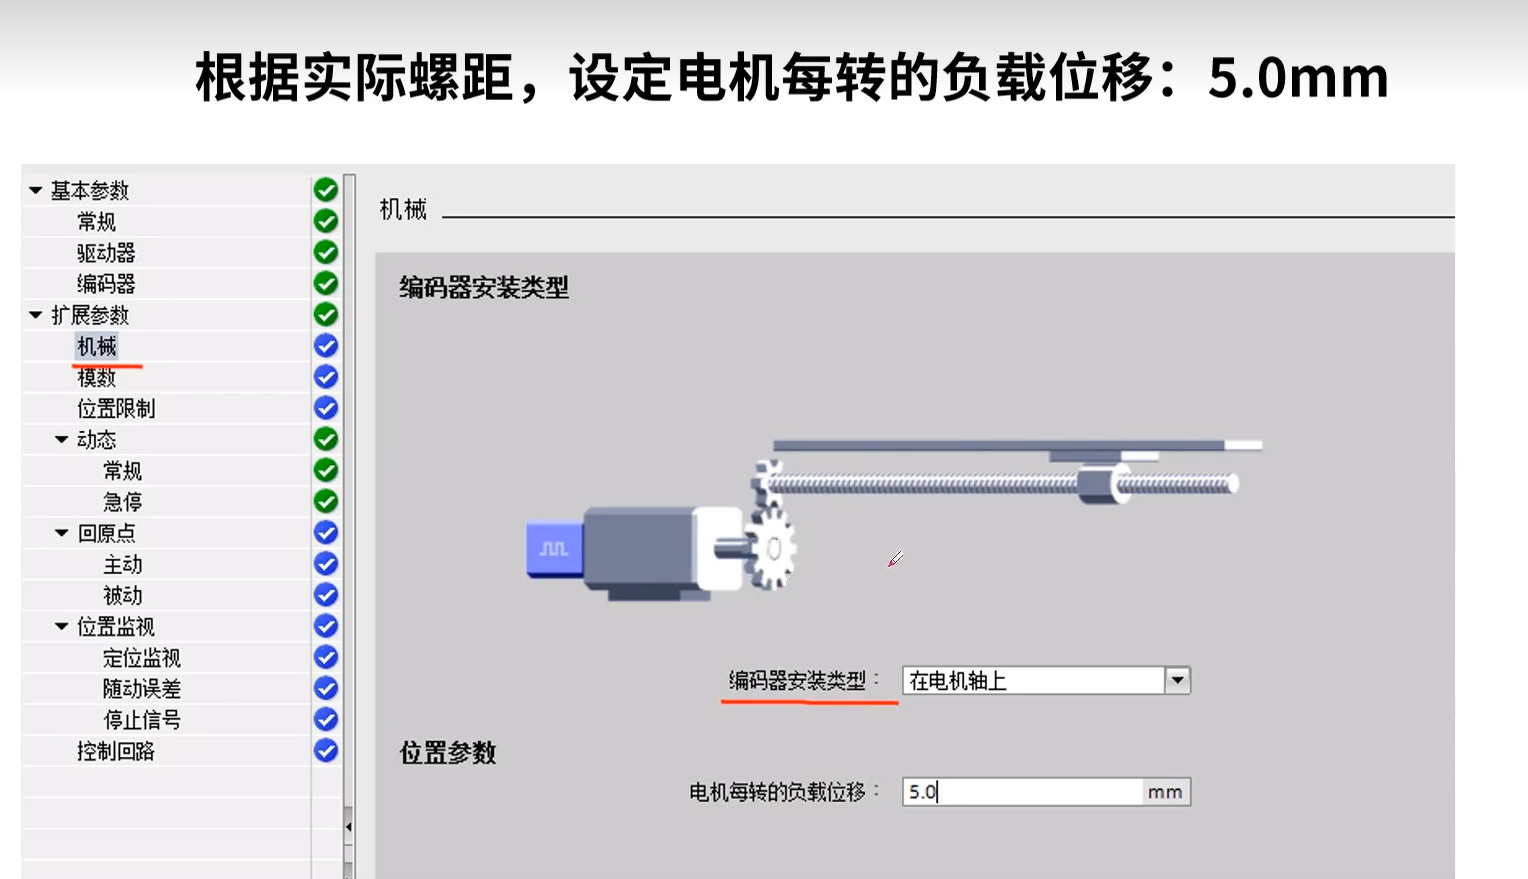 根据实际螺距，设定电机每转的负载位移：5.0mm
基本参数
常规
驱动器
编码器
扩展参数
机械
模数
位置限制
动态
常规
急停
回原点
主动
被动
位置监视
定位监视
随动误差
停止信号
控制回路
机械
编码器安装类型
编码器安装类型： 在电机轴上
位置参数
电机每转的负载位移： 5.0 mm